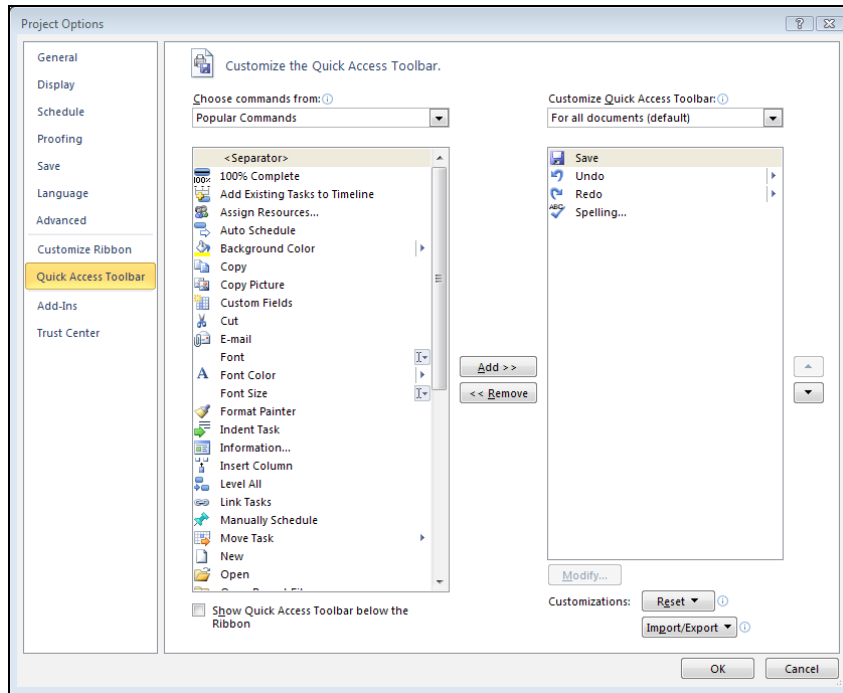 Project Options
General
Display
Schedule
Proofing
Save
Language
Advanced
Customize Ribbon
Quick Access Toolbar
Add-Ins
Trust Center
Customize the Quick Access Toolbar.
Choose commands from:
Popular Commands
<Separator>
100% Complete
Add Existing Tasks to Timeline
Assign Resources...
Auto Schedule
Background Color
Copy
Copy Picture
Custom Fields
Cut
E-mail
Font
Font Color
Font Size
Format Painter
Indent Task
Information...
Insert Column
Level All
Link Tasks
Manually Schedule
Move Task
New
Open
Show Quick Access Toolbar below the
Ribbon
Add >>
<< Remove
Customize Quick Access Toolbar:
For all documents (default)
Save
Undo
Redo
Spelling...
Modify...
Customizations:
Reset
Import/Export
OK
Cancel